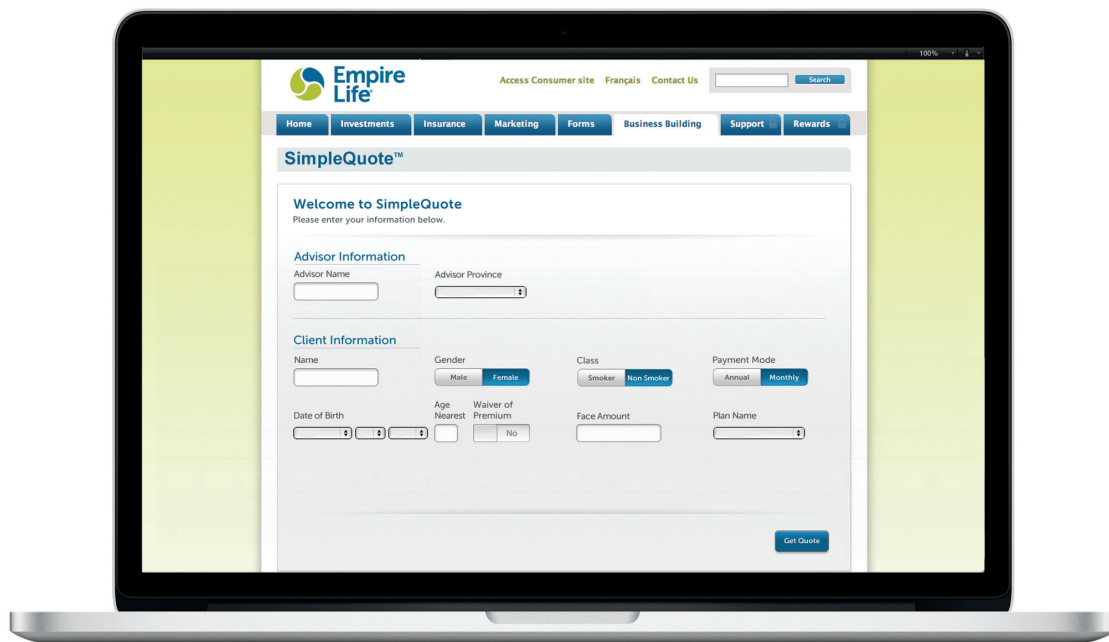 100%
Empire
Life
Access Consumer site Français Contact Us Search
Home Investments Insurance Marketing Forms Business Building Support Rewards
SimpleQuote™
Welcome to SimpleQuote
Please enter your information below.
Advisor Information
Advisor Name Advisor Province
Client Information
Name Gender Class Payment Mode
Male Female Smoker Non Smoker Annual Monthly
Date of Birth Age Nearest Waiver of Premium Face Amount Plan Name
No
Get Quote